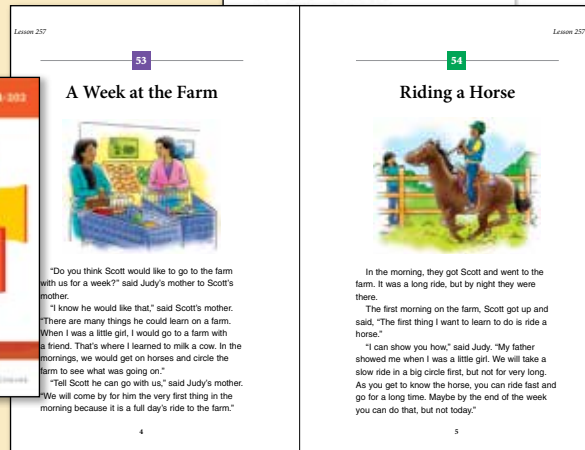 Lesson 257
53
A Week at the Farm
“Do you think Scott would like to go to the farm
with us for a week?” said Judy’s mother to Scott’s
mother.
“I know he would like that,” said Scott’s mother.
“There are many things he could learn on a farm.
When I was a little girl, I would go to a farm with
a friend. That’s where I learned to milk a cow. In the
mornings, we would get on horses and circle the
farm to see what was going on.”
“Tell Scott he can go with us,” said Judy’s mother.
“We will come by for him the very first thing in the
morning because it is a full day’s ride to the farm.”
4
Lesson 257
54
Riding a Horse
In the morning, they got Scott and went to the
farm. It was a long ride, but by night they were
there.
The first morning on the farm, Scott got up and
said, “The first thing I want to learn to do is ride a
horse.”
“I can show you how,” said Judy. “My father
showed me when I was a little girl. We will take a
slow ride in a big circle first, but not for very long.
As you get to know the horse, you can ride fast and
go for a long time. Maybe by the end of the week
you can do that, but not today.”
5